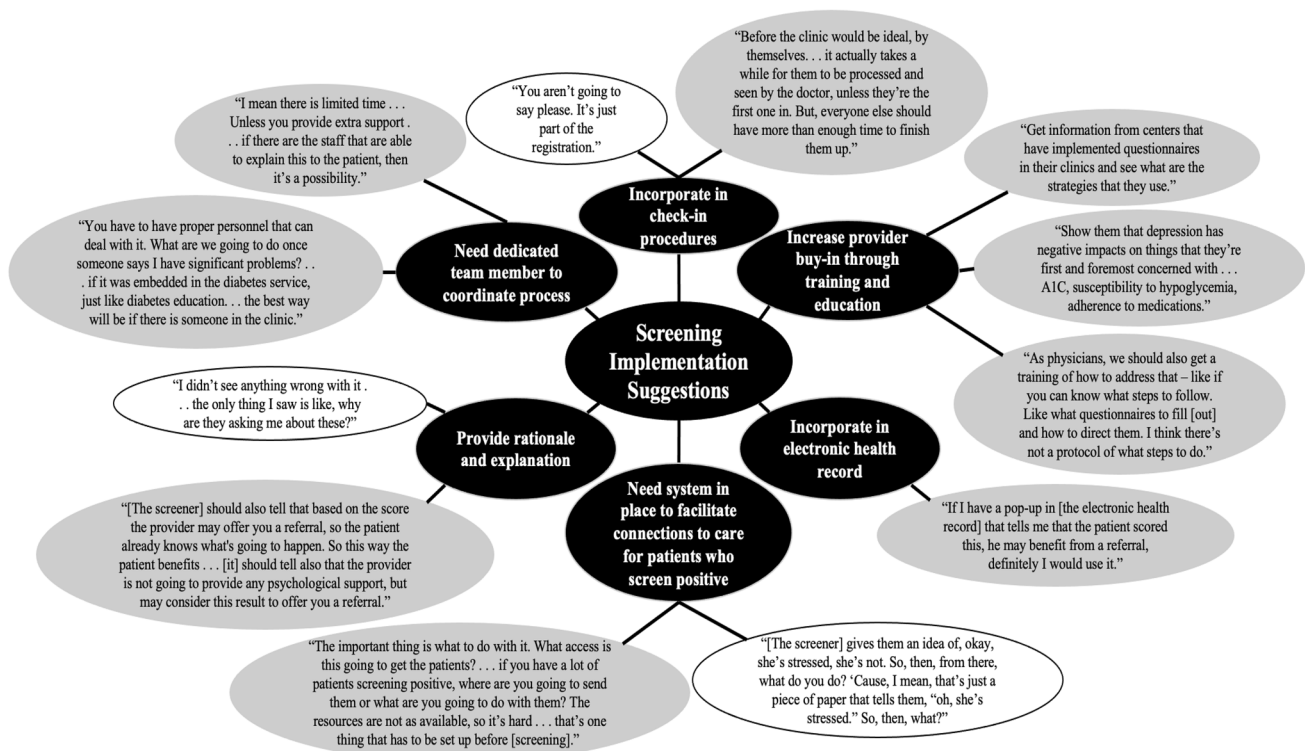 “Before the clinic would be ideal, by
themselves. . . it actually takes
a while for them to be processed and
seen by the doctor, unless they’re the
first one in. But, everyone else should
have more than enough time to finish
them up.”
“You aren’t going to
say please. It’s just
part of the
registration.”
“I mean there is limited time . . .
Unless you provide extra support .
. . if there are the staff that are able
to explain this to the patient, then
it’s a possibility.”
“Get information from centers that
have implemented questionnaires
in their clinics and see what are the
strategies that they use.”
Incorporate in
check-in
procedures
“You have to have proper personnel that can
deal with it. What are we going to do once
someone says I have significant problems? . .
. if it was embedded in the diabetes service,
just like diabetes education. . . the best way
will be if there is someone in the clinic.”
Need dedicated
team member to
coordinate process
Increase provider
buy-in through
training and
education
“Show them that depression has
negative impacts on things that they’re
first and foremost concerned with . . .
A1C, susceptibility to hypoglycemia,
adherence to medications.”
Screening
Implementation
Suggestions
“As physicians, we should also get a
training of how to address that – like if
you can know what steps to follow.
Like what questionnaires to fill [out]
and how to direct them. I think there’s
not a protocol of what steps to do.”
“I didn’t see anything wrong with it .
. . the only thing I saw is like, why
are they asking me about these?”
Provide rationale
and explanation
Incorporate in
electronic health
record
Need system in
place to facilitate
connections to care
for patients who
screen positive
“[The screener] should also tell that based on the score
the provider may offer you a referral, so the patient
already knows what's going to happen. So this way the
patient benefits . . . [it] should tell also that the provider
is not going to provide any psychological support, but
may consider this result to offer you a referral.”
“If I have a pop-up in [the electronic health
record] that tells me that the patient scored
this, he may benefit from a referral,
definitely I would use it.”
“The important thing is what to do with it. What access is
this going to get the patients? . . . if you have a lot of
patients screening positive, where are you going to send
them or what are you going to do with them? The
resources are not as available, so it’s hard . . . that’s one
thing that has to be set up before [screening].”
“[The screener] gives them an idea of, okay,
she’s stressed, she’s not. So, then, from there,
what do you do? ‘Cause, I mean, that’s just a
piece of paper that tells them, “oh, she’s
stressed.” So, then, what?”